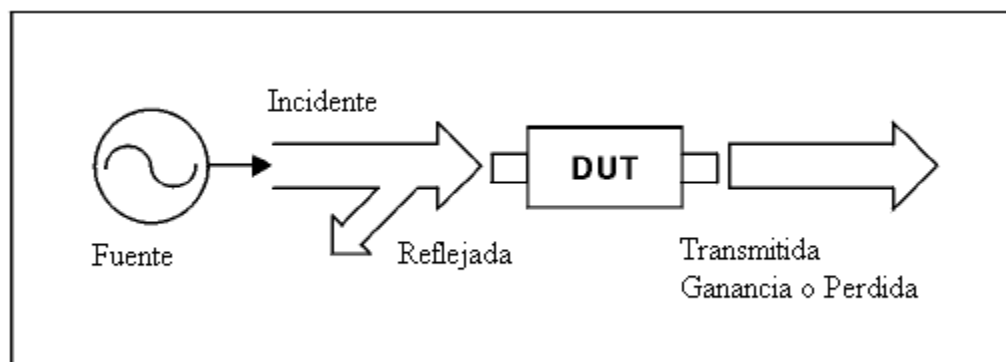 Incidente
DUT
Fuente
Reflejada
Transmitida
Ganancia o Perdida